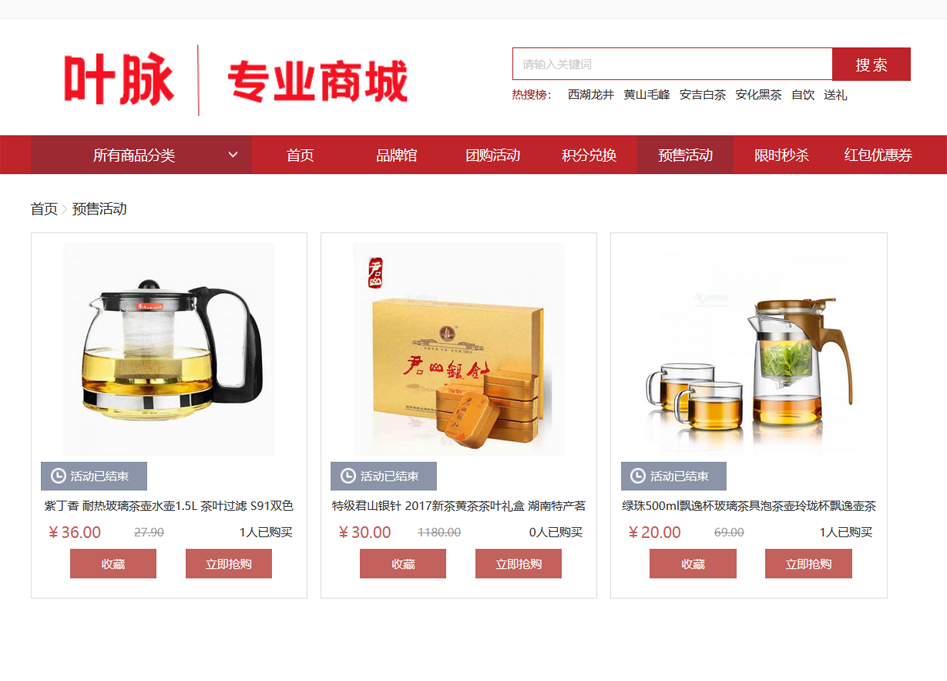 叶脉 专业商城
请输入关键词 搜 索
热搜榜： 西湖龙井 黄山毛峰 安吉白茶 安化黑茶 自饮 送礼
所有商品分类 首页 品牌馆 团购活动 积分兑换 预售活动 限时秒杀 红包优惠券
首页 > 预售活动
君山
君山银针
活动已结束 活动已结束 活动已结束
紫丁香 耐热玻璃茶壶水壶1.5L 茶叶过滤 S91双色 特级君山银针 2017新茶黄茶茶叶礼盒 湖南特产茗 绿珠500ml飘逸杯玻璃茶具泡茶壶玲珑杯飘逸壶茶
¥36.00 27.90 1人已购买 ¥30.00 1180.00 0人已购买 ¥20.00 69.00 1人已购买
收藏 立即抢购 收藏 立即抢购 收藏 立即抢购